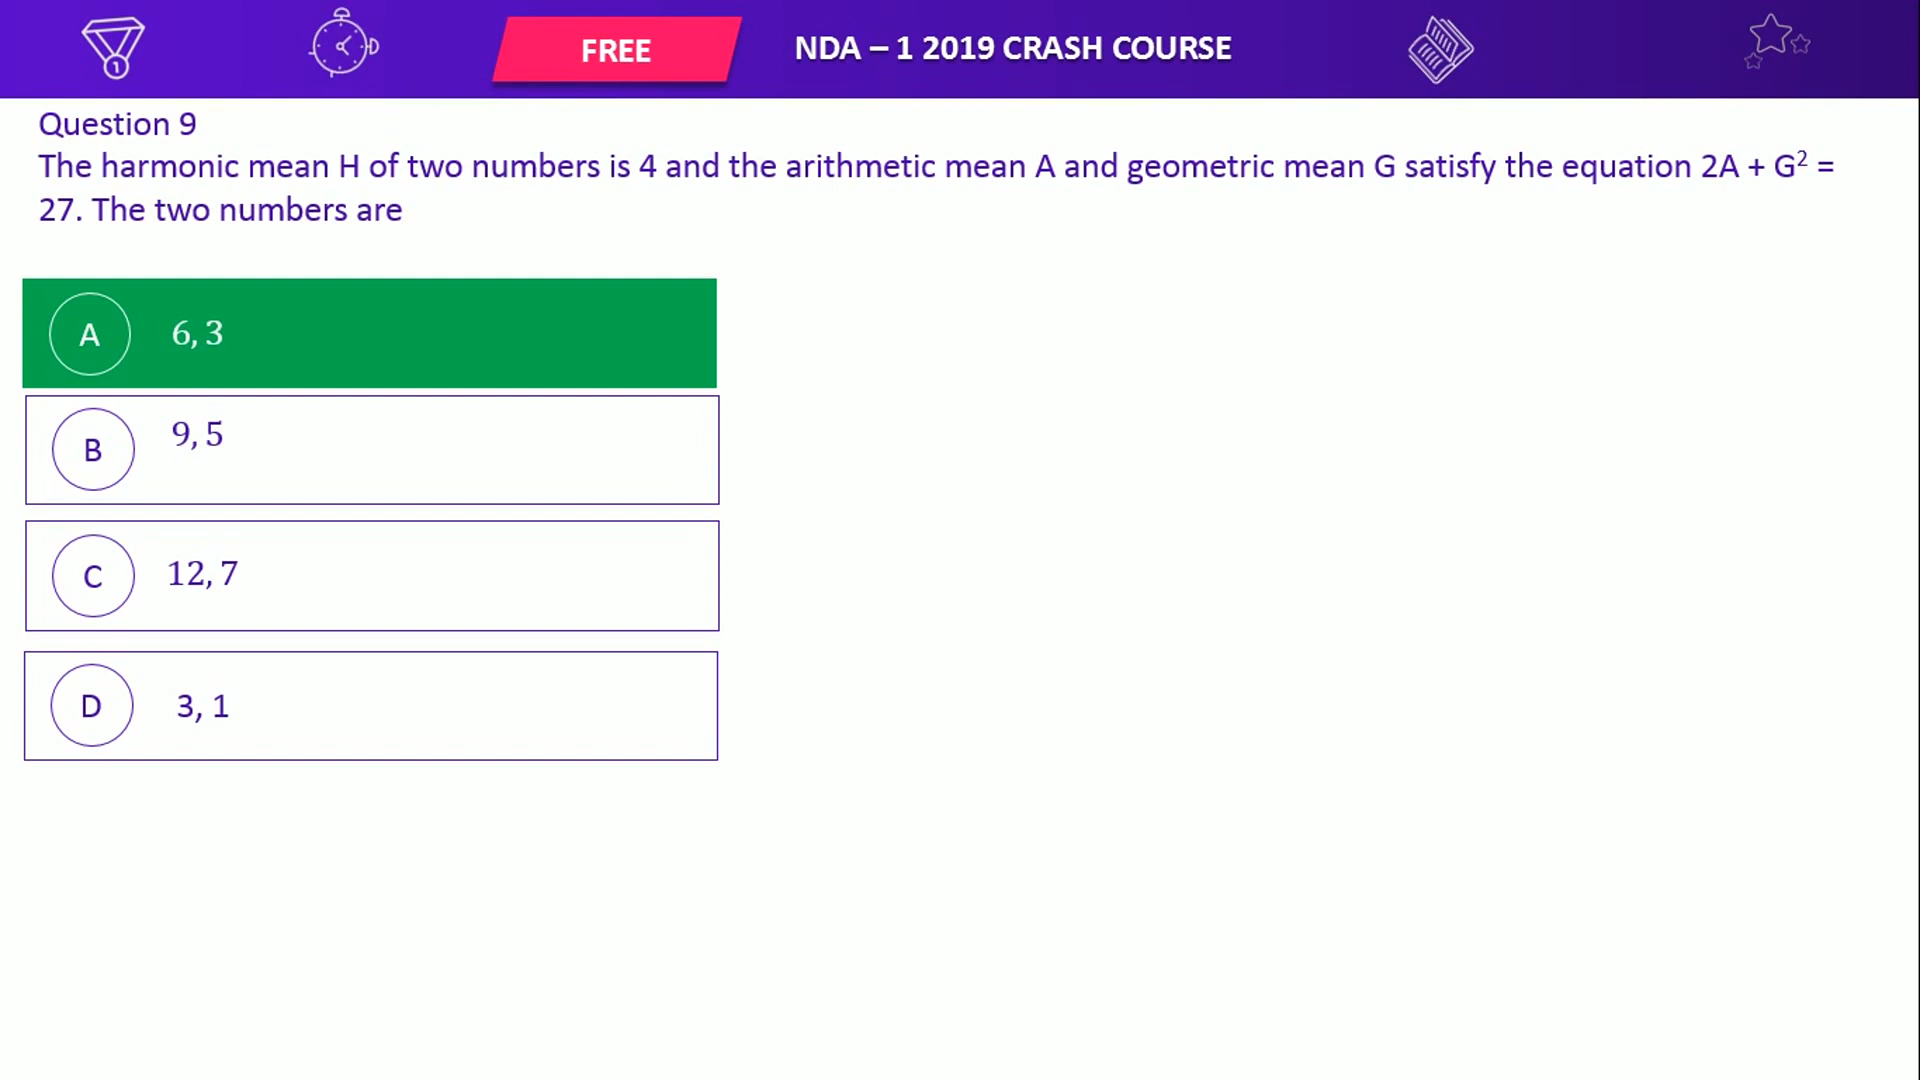 FREE
NDA – 1 2019 CRASH COURSE
1
Question 9
The harmonic mean H of two numbers is 4 and the arithmetic mean A and geometric mean G satisfy the equation 2A + G² =
27. The two numbers are
A 6, 3
B 9, 5
C 12, 7
D 3, 1